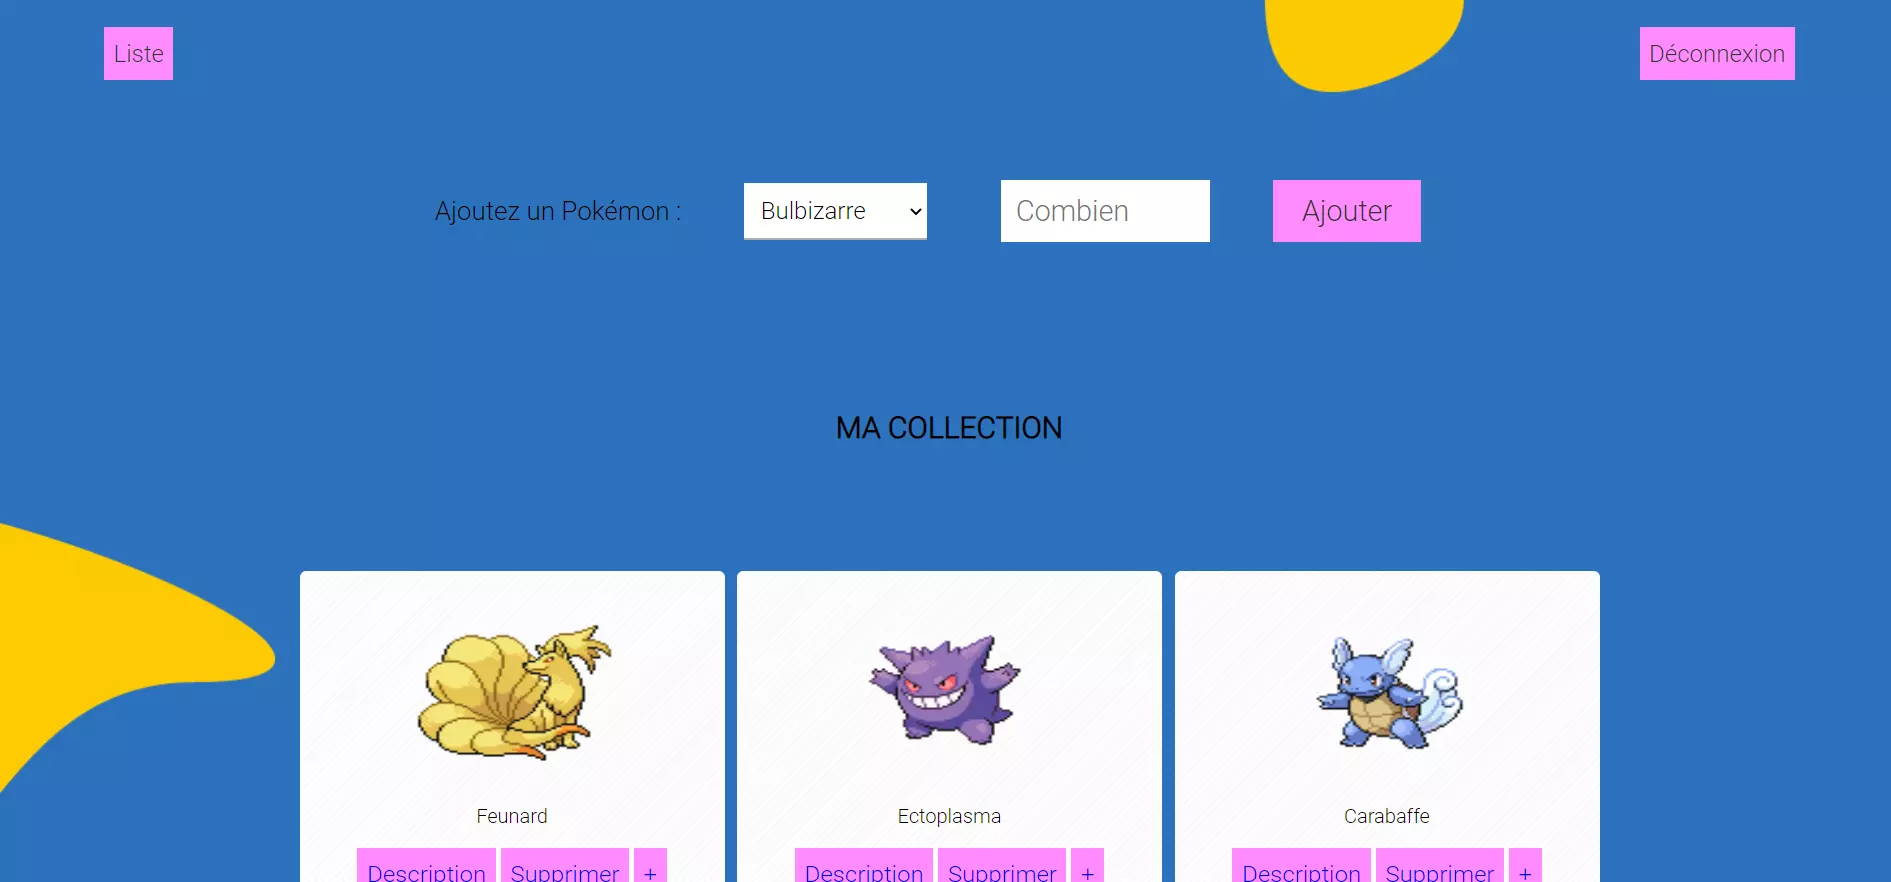 Liste
Déconnexion
Ajoutez un Pokémon :
Bulbizarre
Combien
Ajouter
MA COLLECTION
Feunard
Ectoplasma
Carabaffe
Description Supprimer +
Description Supprimer +
Description Supprimer +